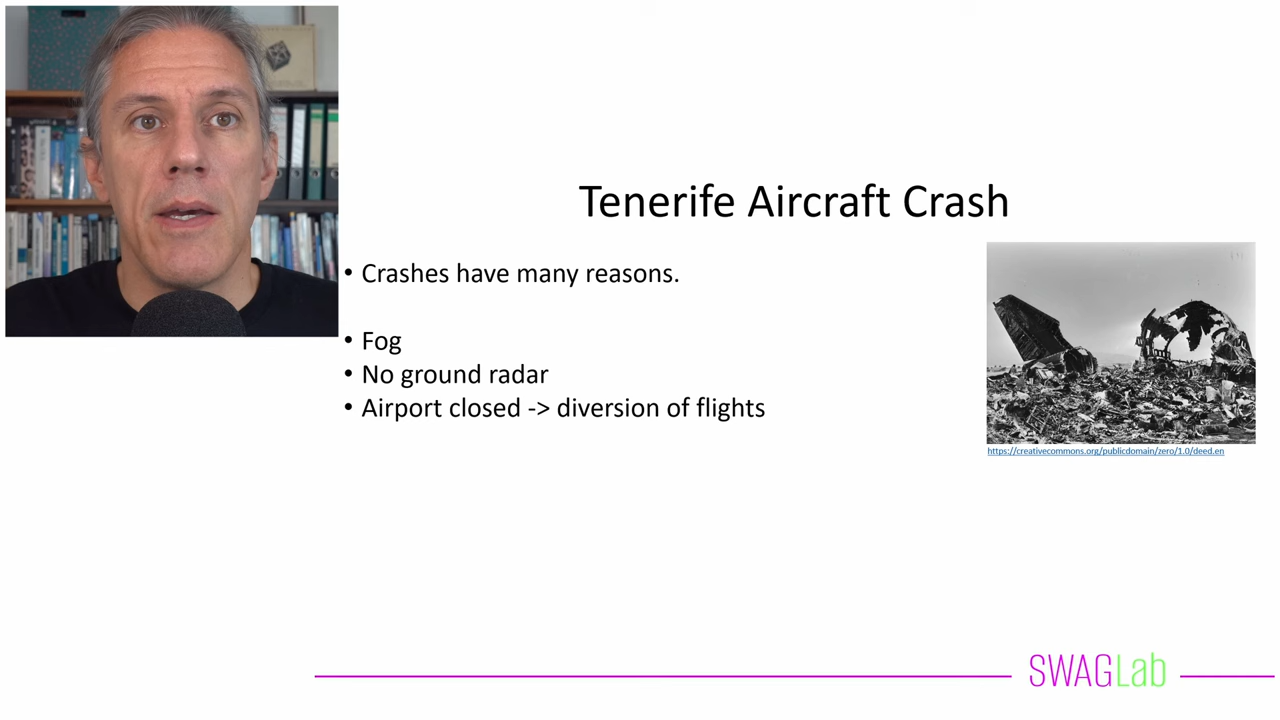 Tenerife Aircraft Crash
• Crashes have many reasons.
• Fog
• No ground radar
• Airport closed -> diversion of flights
https://creativecommons.org/publicdomain/zero/1.0/deed.en
SWAGLab